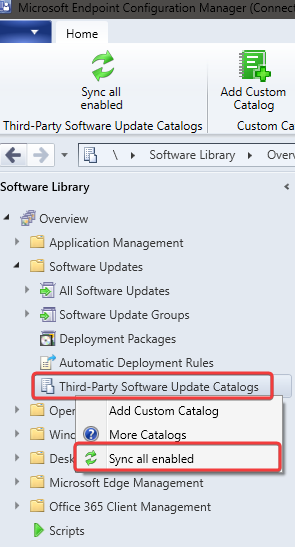 Microsoft Endpoint Configuration Manager (Connec
Home
Sync all
enabled
Add Custom
Catalog
Third-Party Software Update Catalogs
Custom Ca
\ Software Library Overv
Software Library
Overview
Application Management
Software Updates
All Software Updates
Software Update Groups
Deployment Packages
Automatic Deployment Rules
Third-Party Software Update Catalogs
Oper
Add Custom Catalog
Wind
More Catalogs
Desk
Sync all enabled
Microsoft Edge Management
Office 365 Client Management
Scripts